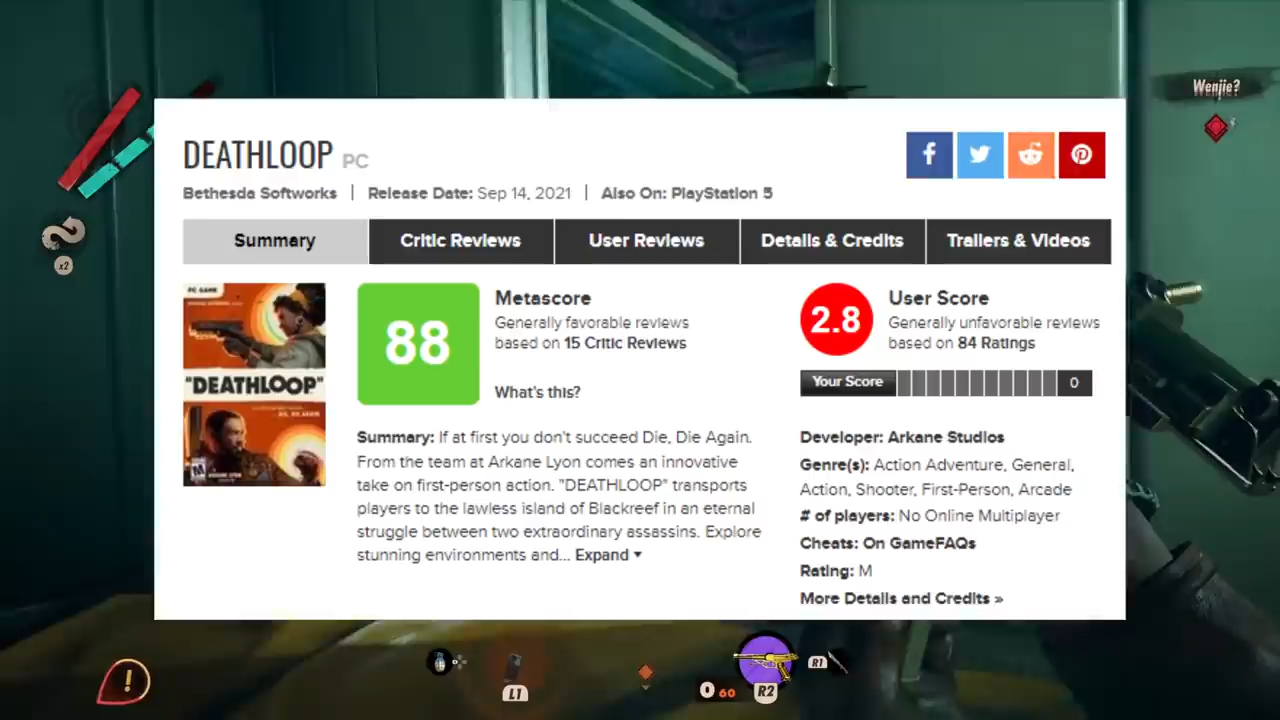 Wenjie?
DEATHLOOP PC
Bethesda Softworks | Release Date: Sep 14, 2021 | Also On: PlayStation 5
Summary
Critic Reviews
User Reviews
Details & Credits
Trailers & Videos
x2
PC GAME
"DEATHLOOP"
M
88
Metascore
Generally favorable reviews
based on 15 Critic Reviews
What's this?
2.8
User Score
Generally unfavorable reviews
based on 84 Ratings
Your Score
0
Summary: If at first you don't succeed Die, Die Again.
From the team at Arkane Lyon comes an innovative
take on first-person action. "DEATHLOOP" transports
players to the lawless island of Blackreef in an eternal
struggle between two extraordinary assassins. Explore
stunning environments and... Expand
Developer: Arkane Studios
Genre(s): Action Adventure, General,
Action, Shooter, First-Person, Arcade
# of players: No Online Multiplayer
Cheats: On GameFAQs
Rating: M
More Details and Credits »
!
L1
0 60
R2
R1